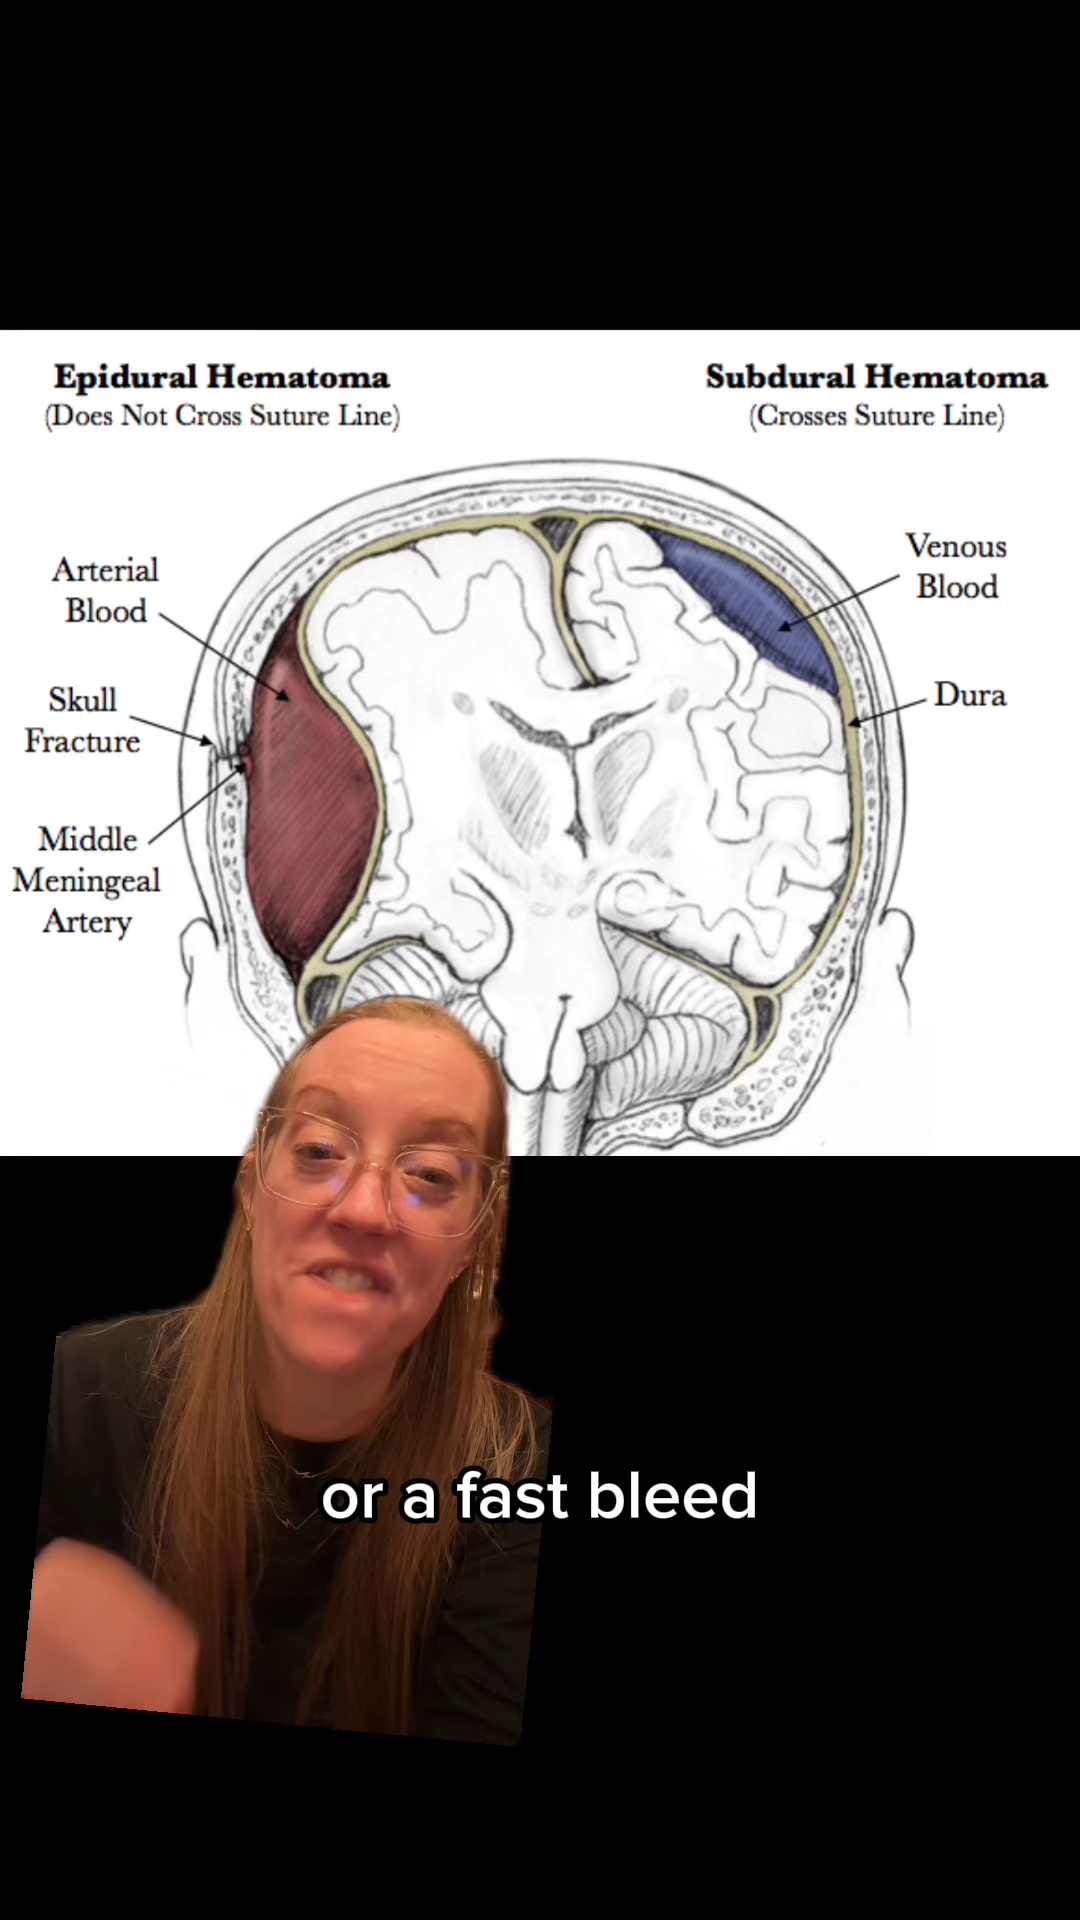 Epidural Hematoma
(Does Not Cross Suture Line)
Subdural Hematoma
(Crosses Suture Line)
Arterial
Blood
Skull
Fracture
Middle
Meningeal
Artery
Venous
Blood
Dura
or a fast bleed